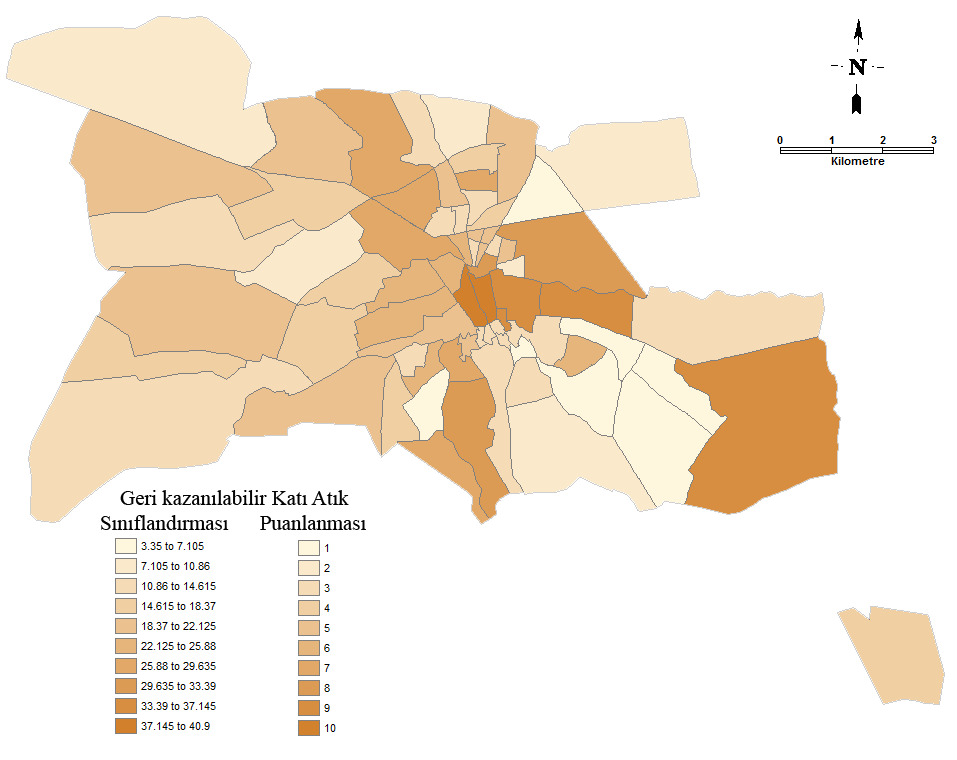 N
0 1 2 3
Kilometre
Geri kazanılabilir Katı Atık
Sınıflandırması Puanlanması
3.35 to 7.105 1
7.105 to 10.86 2
10.86 to 14.615 3
14.615 to 18.37 4
18.37 to 22.125 5
22.125 to 25.88 6
25.88 to 29.635 7
29.635 to 33.39 8
33.39 to 37.145 9
37.145 to 40.9 10